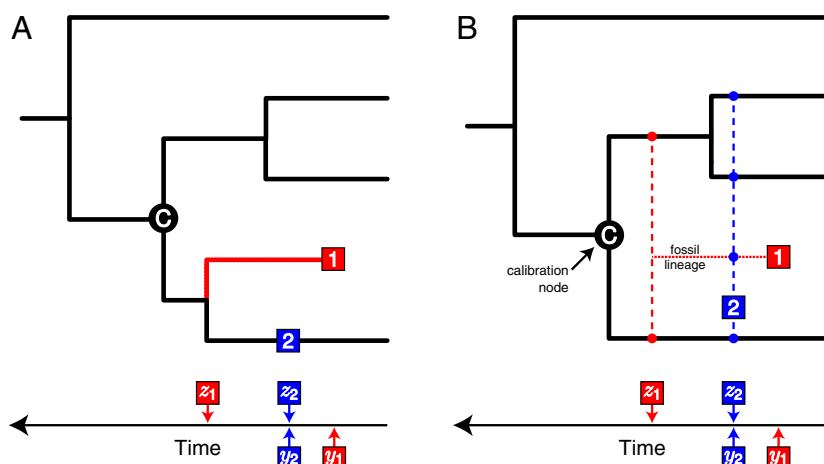 A
B
C
1
2
z1
z2
Time
y2
y1
C
calibration
node
fossil
lineage
1
2
z1
z2
Time
y2
y1